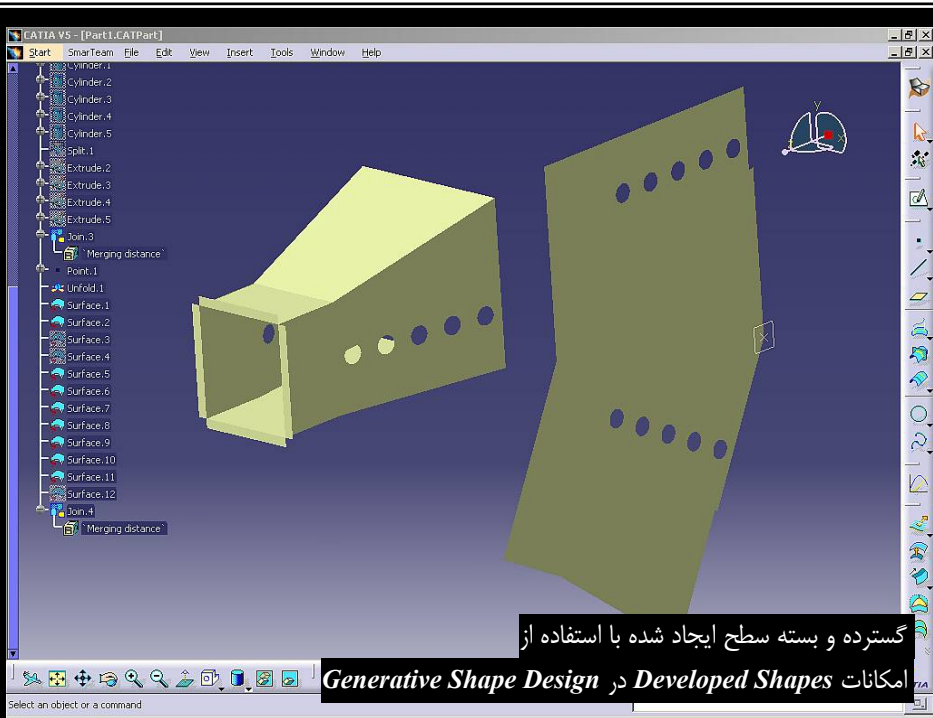 CATIA V5 - [Part1.CATPart]
Start SmarTeam File Edit View Insert Tools Window Help
Cylinder.1
Cylinder.2
Cylinder.3
Cylinder.4
Cylinder.5
Split.1
Extrude.2
Extrude.3
Extrude.4
Extrude.5
Join.3
`Merging distance`
Point.1
Unfold.1
Surface.1
Surface.2
Surface.3
Surface.4
Surface.5
Surface.6
Surface.7
Surface.8
Surface.9
Surface.10
Surface.11
Surface.12
Join.4
`Merging distance`
y
گسترده و بسته سطح ایجاد شده با استفاده از
امکانات Developed Shapes در Generative Shape Design
Select an object or a command